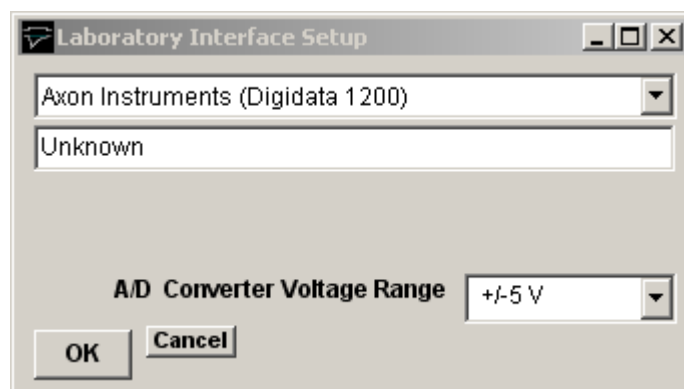 Laboratory Interface Setup
Axon Instruments (Digidata 1200)
Unknown
A/D Converter Voltage Range +/-5 V
OK Cancel